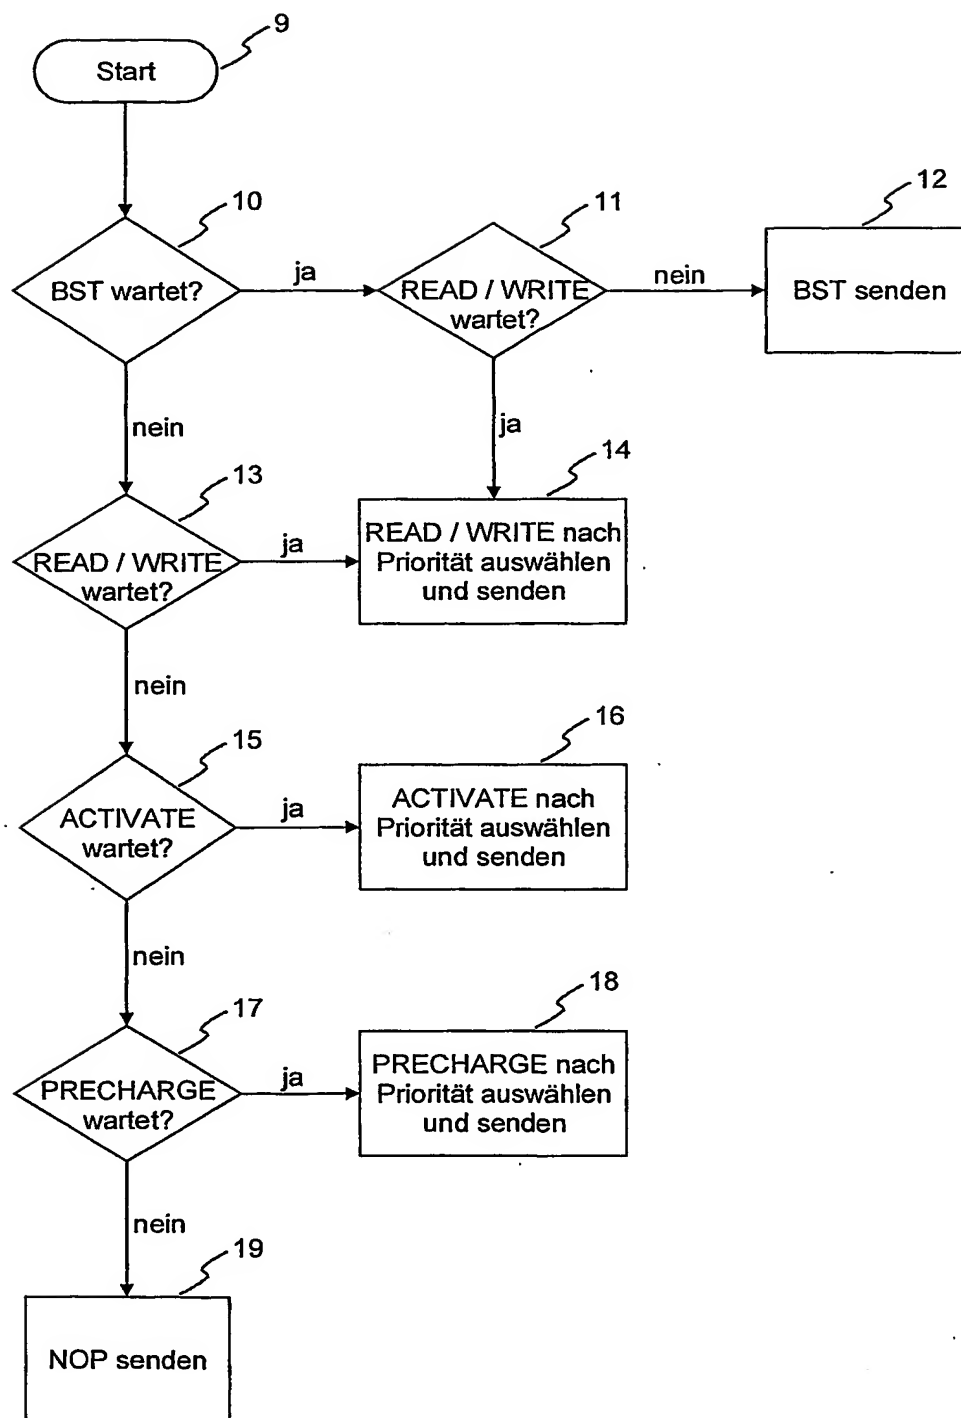 9
Start
10
11
12
BST wartet?
ja
READ / WRITE
wartet?
nein
BST senden
nein
ja
13
14
READ / WRITE
wartet?
ja
READ / WRITE nach
Priorität auswählen
und senden
nein
15
16
ACTIVATE
wartet?
ja
ACTIVATE nach
Priorität auswählen
und senden
nein
17
18
PRECHARGE
wartet?
ja
PRECHARGE nach
Priorität auswählen
und senden
nein
19
NOP senden